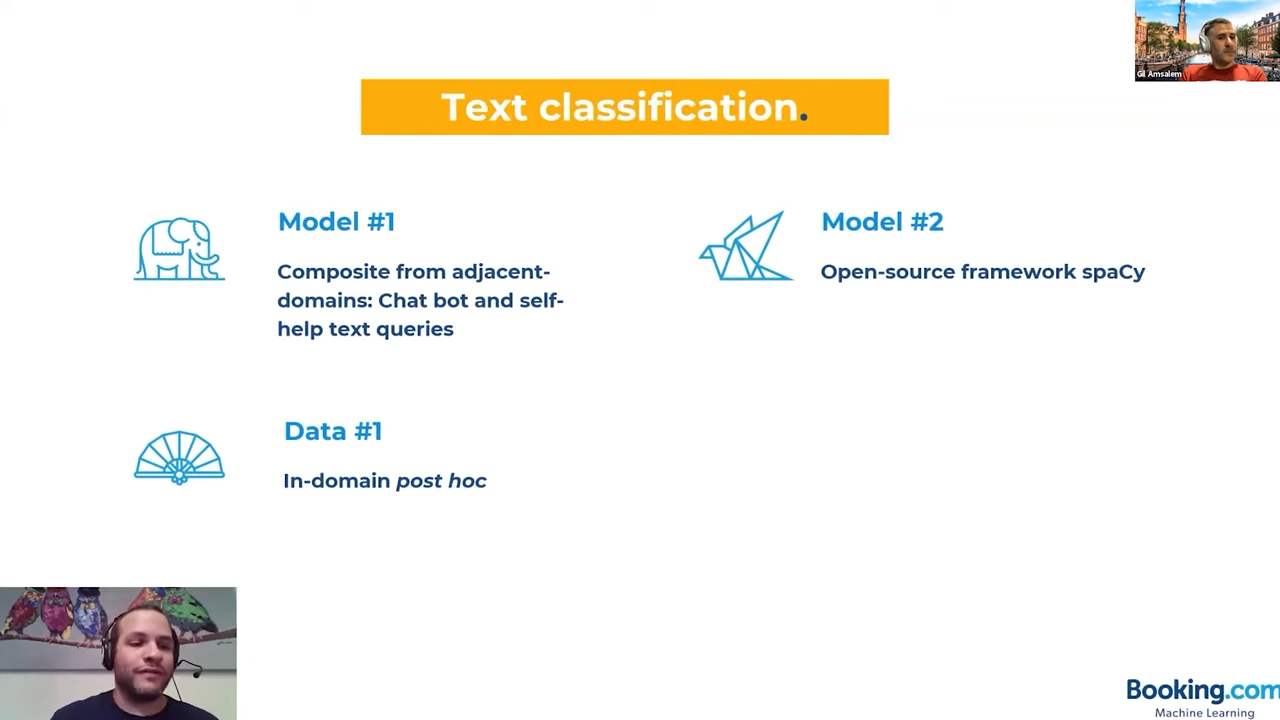 Gil Amsalem
Text classification.
Model #1
Composite from adjacent-
domains: Chat bot and self-
help text queries
Model #2
Open-source framework spaCy
Data #1
In-domain post hoc
Booking.com
Machine Learning